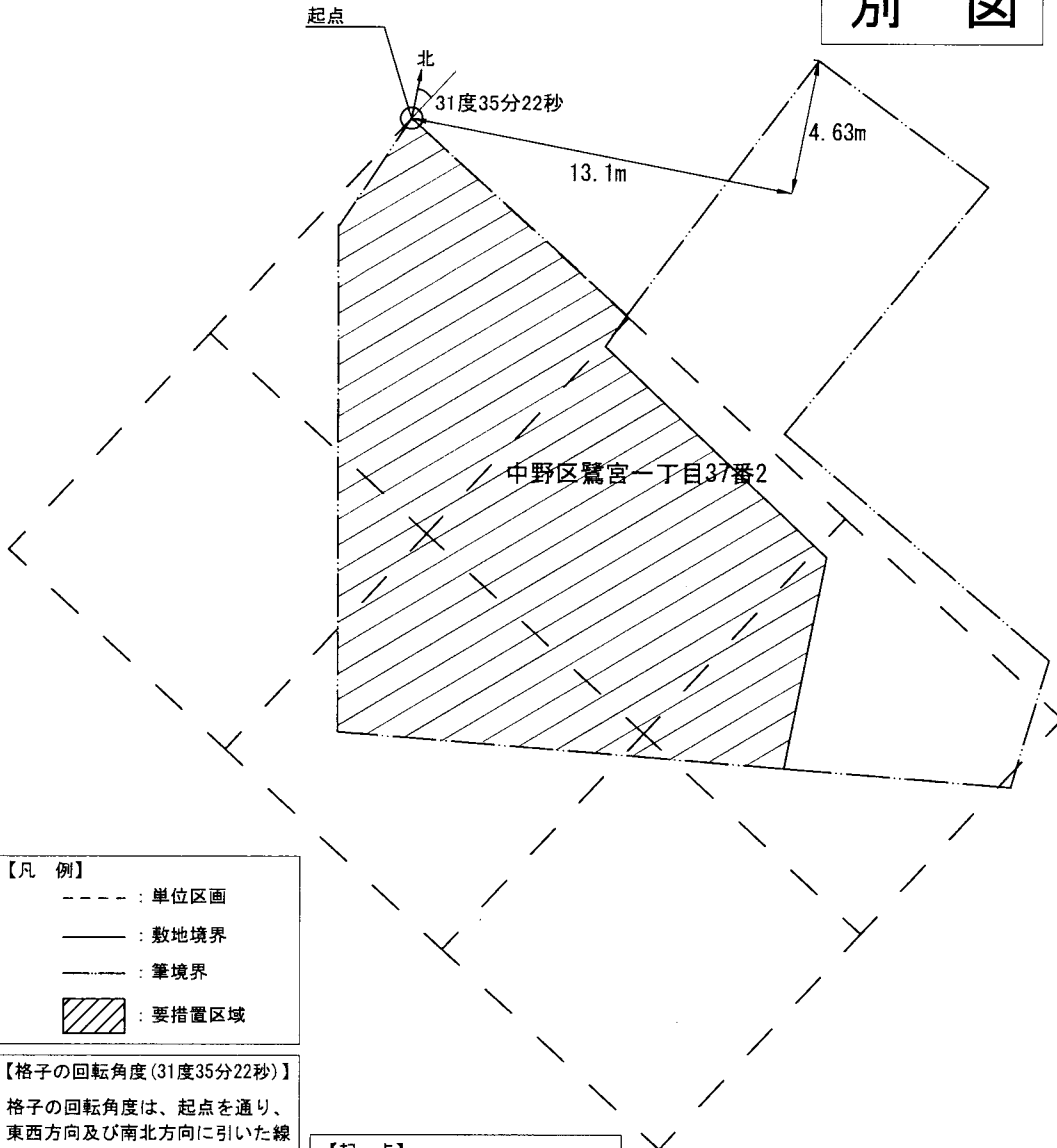 別 図
起点
北
31度35分22秒
4.63m
13.1m
中野区鷺宮一丁目37番2
【凡 例】
: 単位区画
: 敷地境界
: 筆境界
: 要措置区域
【格子の回転角度(31度35分22秒)】
格子の回転角度は、起点を通り、
東西方向及び南北方向に引いた線
【起 点】